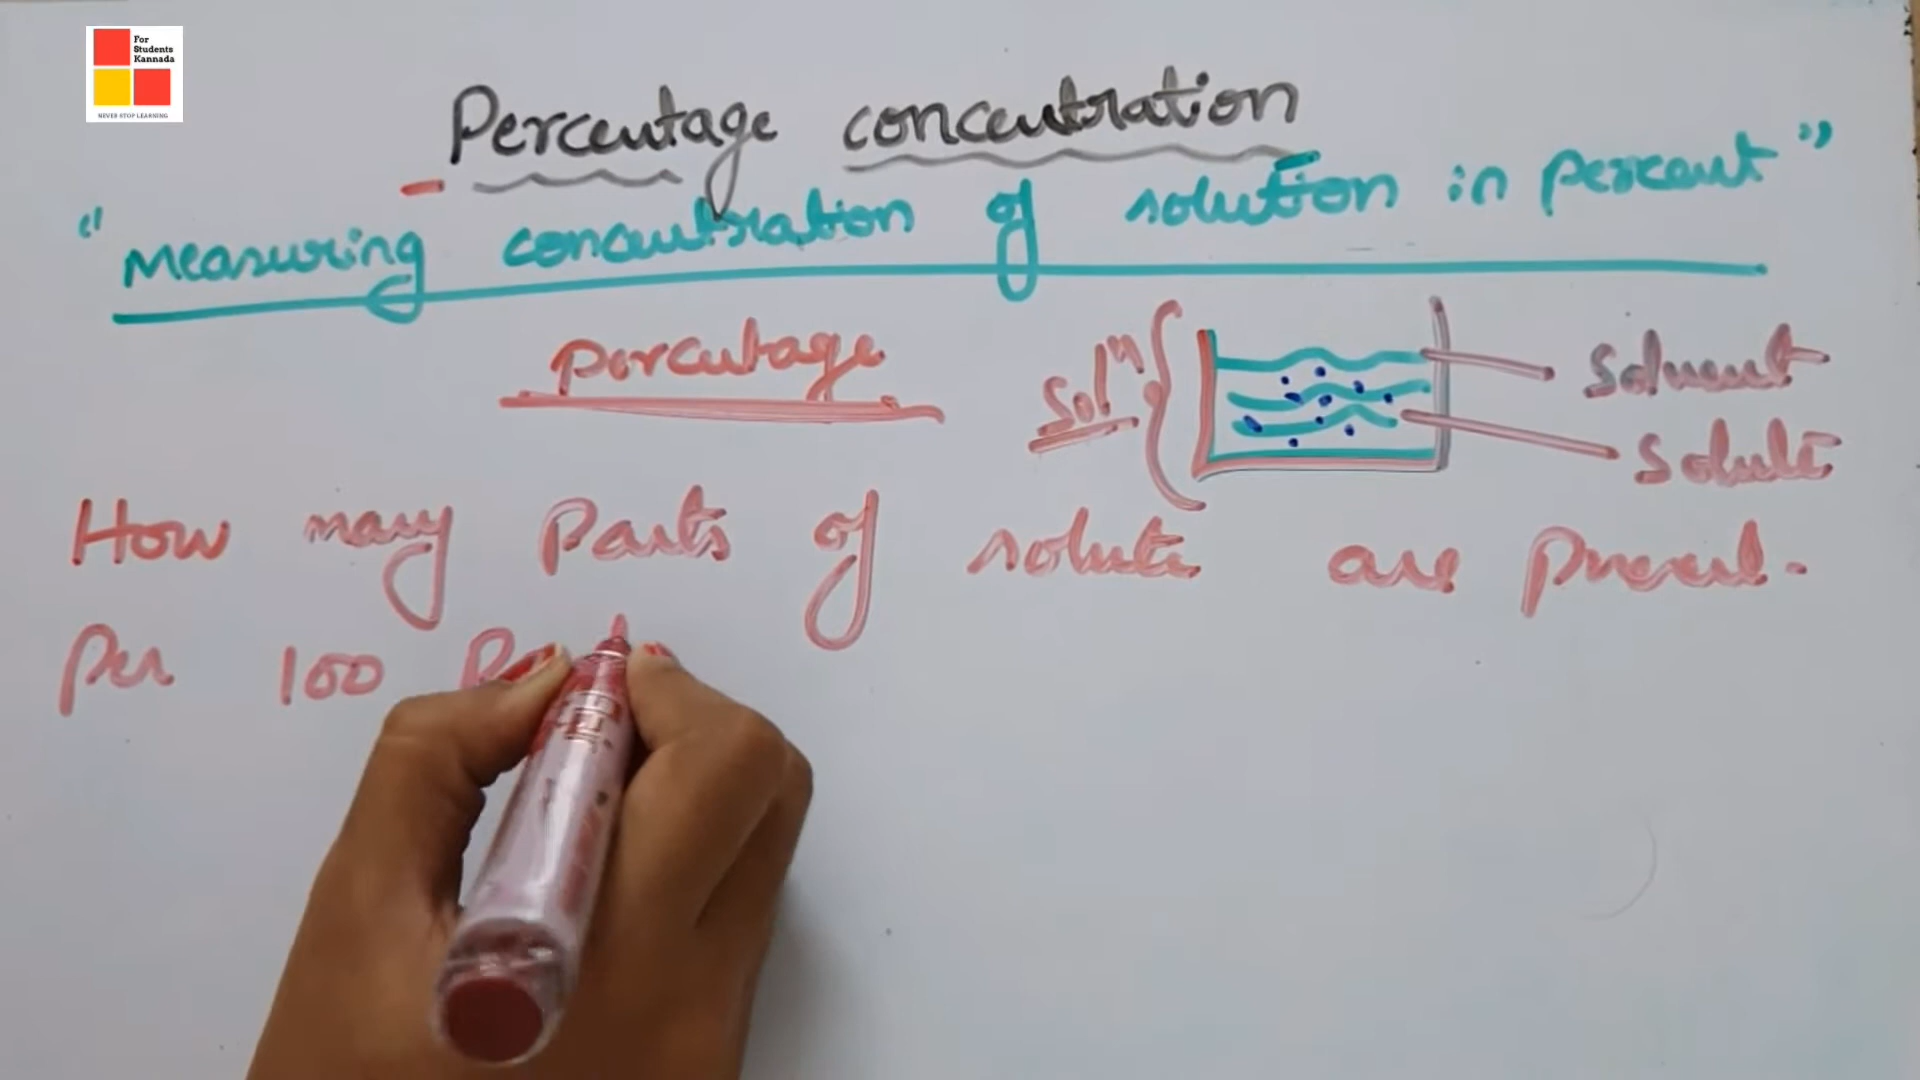 For
Students
Kannada
NEVER STOP LEARNING
Percentage concentration
"Measuring concentration of solution in percent"
Percentage
Solⁿ
Solvent
Solute
How many Parts of solute are present.
Per 100